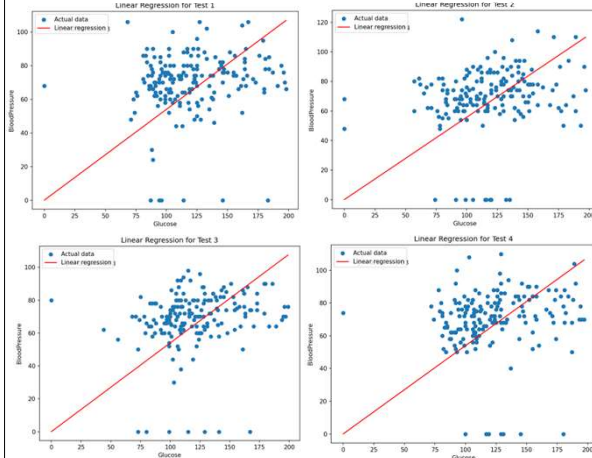 Linear Regression for Test 1
Actual data
Linear regression
BloodPressure
100
80
60
40
20
0
0 25 50 75 100 125 150 175 200
Glucose
Linear Regression for Test 2
Actual data
Linear regression
BloodPressure
120
100
80
60
40
20
0
0 25 50 75 100 125 150 175 200
Glucose
Linear Regression for Test 3
Actual data
Linear regression
BloodPressure
100
80
60
40
20
0
0 25 50 75 100 125 150 175 200
Glucose
Linear Regression for Test 4
Actual data
Linear regression
BloodPressure
100
80
60
40
20
0
0 25 50 75 100 125 150 175 200
Glucose